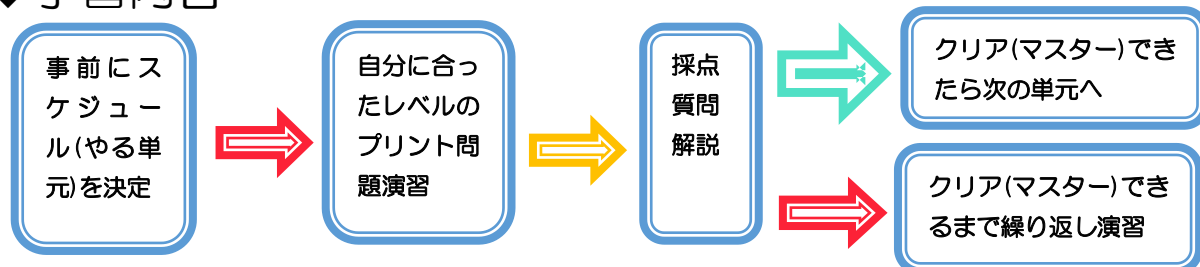 事前にス
ケジュー
ル(やる単
元)を決定
自分に合っ
たレベルの
プリント問
題演習
採点
質問
解説
クリア(マスター)でき
たら次の単元へ
クリア(マスター)でき
るまで繰り返し演習